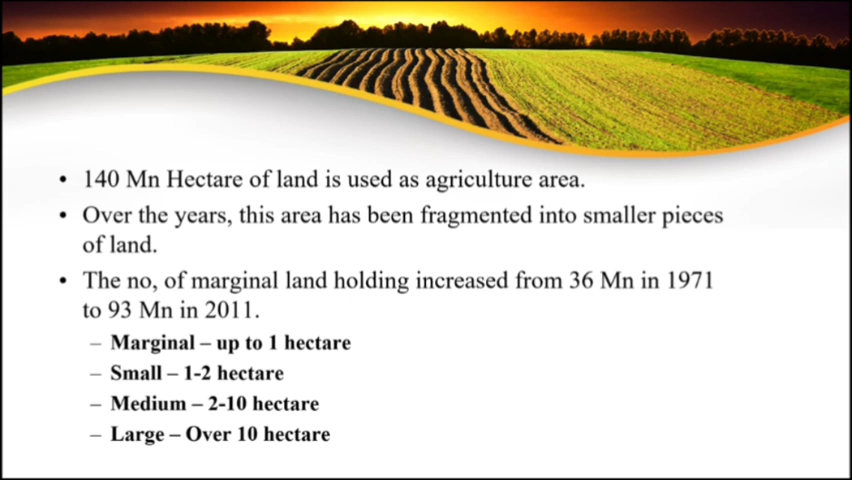 • 140 Mn Hectare of land is used as agriculture area.
• Over the years, this area has been fragmented into smaller pieces
of land.
• The no, of marginal land holding increased from 36 Mn in 1971
to 93 Mn in 2011.
– Marginal – up to 1 hectare
– Small – 1-2 hectare
– Medium – 2-10 hectare
– Large – Over 10 hectare